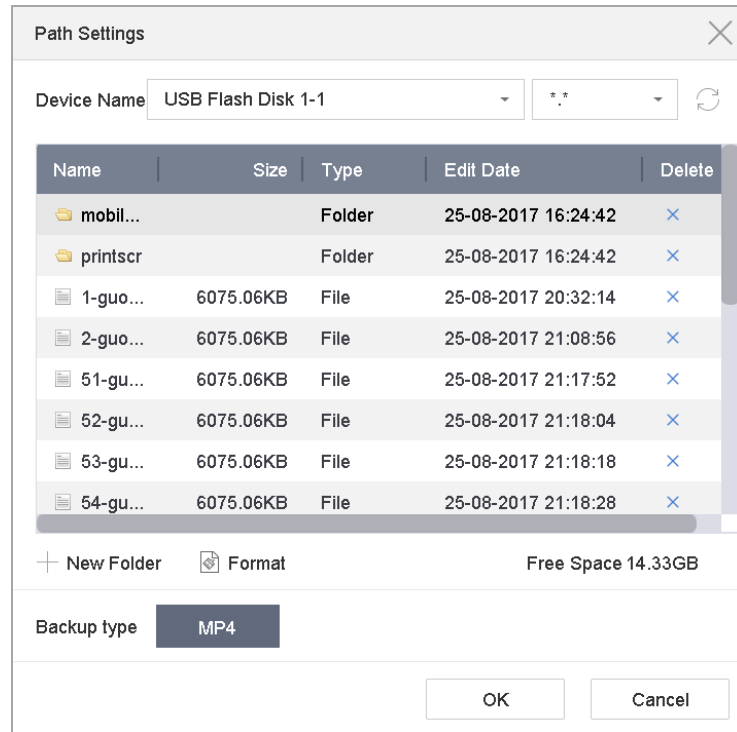 Path Settings
Device Name USB Flash Disk 1-1 *.*
Name Size Type Edit Date Delete
mobil... Folder 25-08-2017 16:24:42
printscr Folder 25-08-2017 16:24:42
1-guo... 6075.06KB File 25-08-2017 20:32:14
2-guo... 6075.06KB File 25-08-2017 21:08:56
51-gu... 6075.06KB File 25-08-2017 21:17:52
52-gu... 6075.06KB File 25-08-2017 21:18:04
53-gu... 6075.06KB File 25-08-2017 21:18:18
54-gu... 6075.06KB File 25-08-2017 21:18:28
New Folder Format Free Space 14.33GB
Backup type MP4
OK Cancel